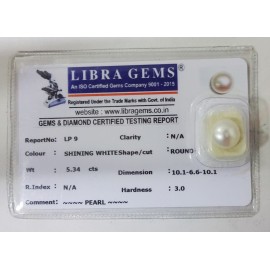 LIBRA GEMS
An ISO Certified Gems Company 9001 - 2015
Registered Under the Trade Marks with Govt. of India
website : www.libragems.co.in
GEMS & DIAMOND CERTIFIED TESTING REPORT
ReportNo: LP 9 Clarity : N/A
Colour : SHINING WHITE Shape/cut : ROUND
Wt : 5.34 cts Dimension : 10.1-6.6-10.1
R.Index : N/A Hardness : 3.0
Comment : ~~~~ PEARL ~~~~